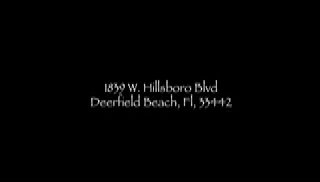 1839 W. Hillsboro Blvd
Deerfield Beach, Fl, 33442